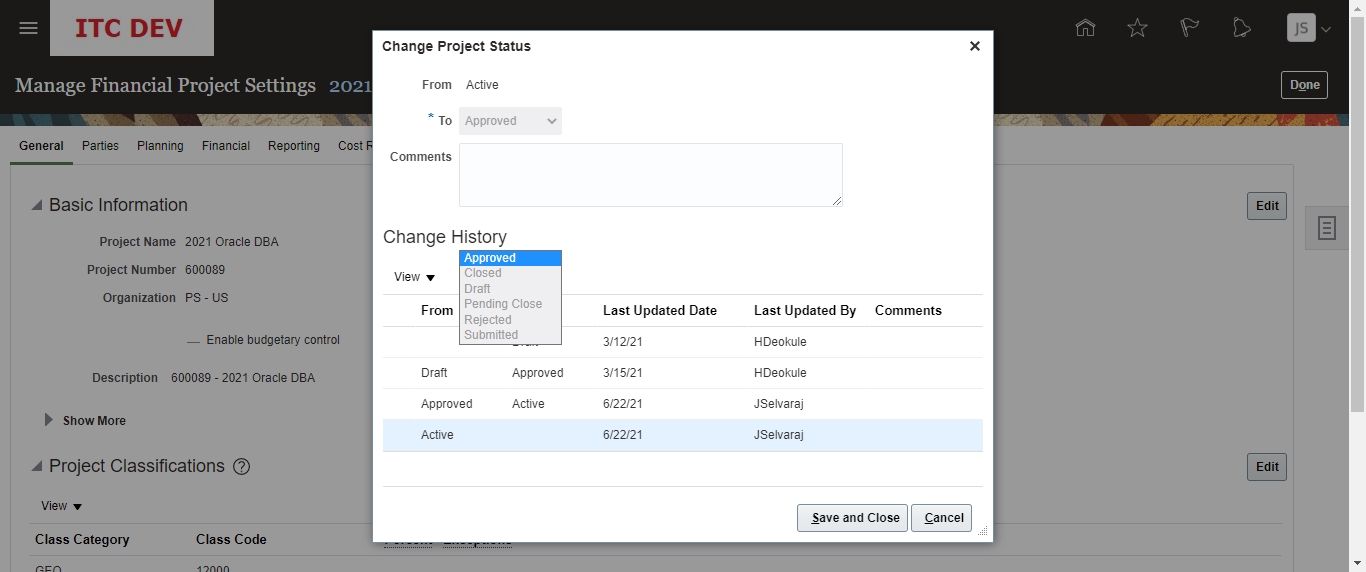 ITC DEV
JS
Manage Financial Project Settings 2021
Done
General Parties Planning Financial Reporting Cost R
Basic Information
Edit
Project Name 2021 Oracle DBA
Project Number 600089
Organization PS - US
Enable budgetary control
Description 600089 - 2021 Oracle DBA
Show More
Project Classifications ?
Edit
View
Class Category Class Code
GEO 12000
Change Project Status
From Active
* To Approved
Comments
Change History
View
Approved
Closed
Draft
Pending Close
Rejected
Submitted
From Last Updated Date Last Updated By Comments
Draft 3/12/21 HDeokule
Draft Approved 3/15/21 HDeokule
Approved Active 6/22/21 JSelvaraj
Active 6/22/21 JSelvaraj
Save and Close Cancel